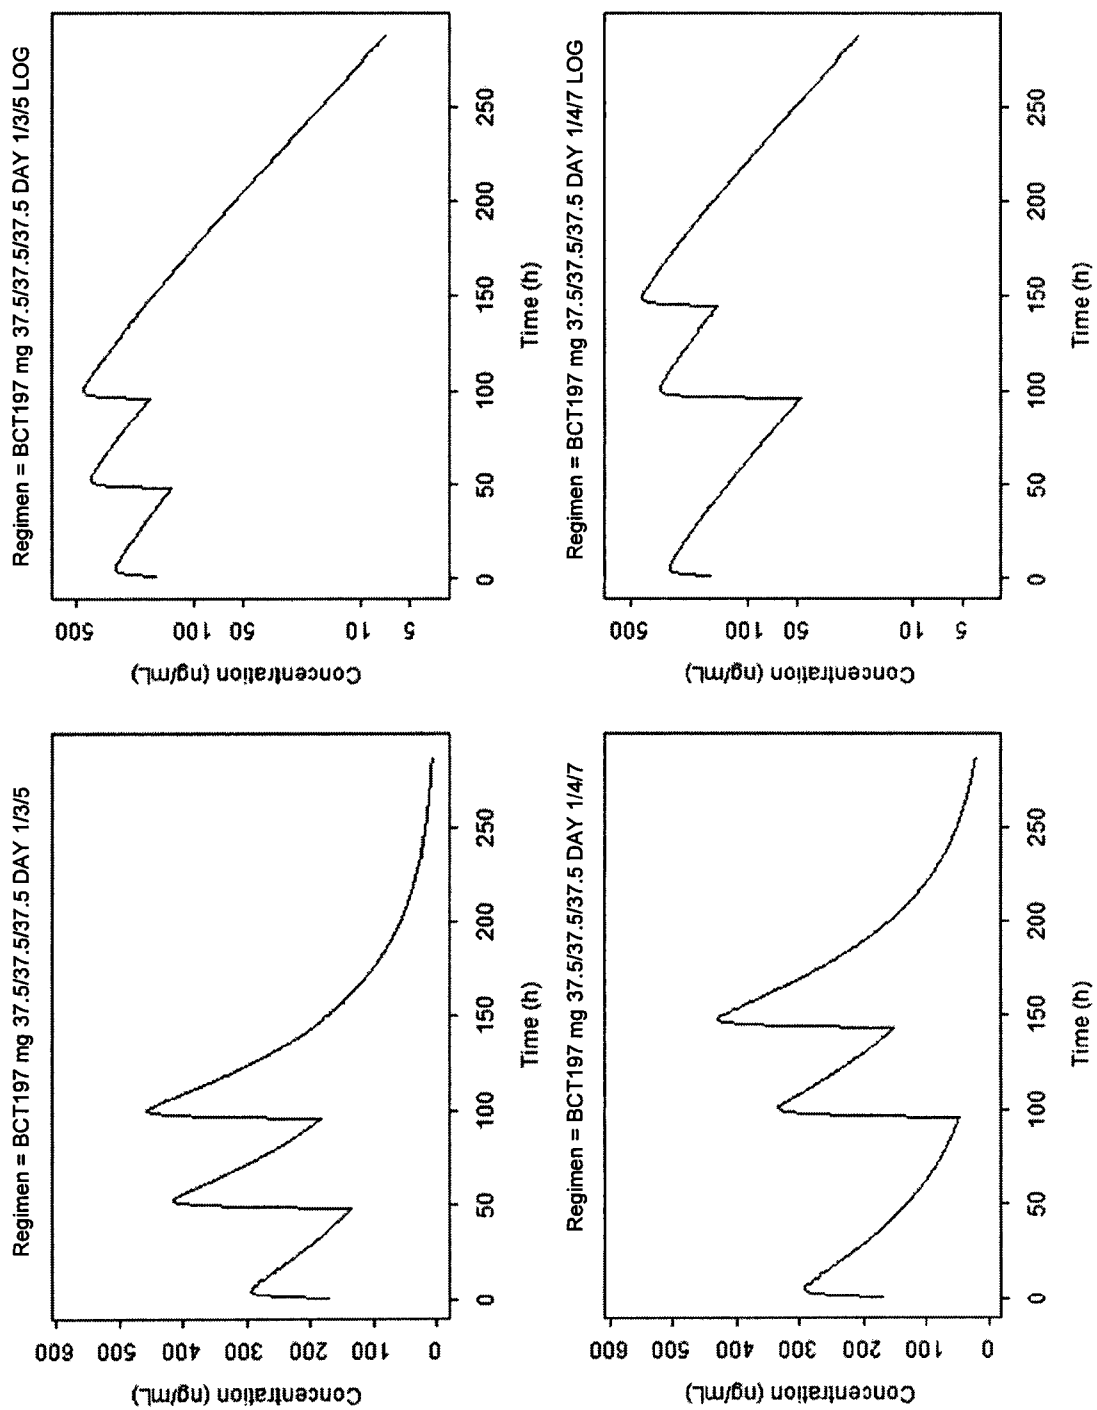 Regimen = BCT197 mg 37.5/37.5/37.5 DAY 1/3/5
Concentration (ng/mL)
600
500
400
300
200
100
0
0 50 100 150 200 250
Time (h)
Regimen = BCT197 mg 37.5/37.5/37.5 DAY 1/3/5 LOG
Concentration (ng/mL)
500
100
50
10
5
0 50 100 150 200 250
Time (h)
Regimen = BCT197 mg 37.5/37.5/37.5 DAY 1/4/7
Concentration (ng/mL)
600
500
400
300
200
100
0
0 50 100 150 200 250
Time (h)
Regimen = BCT197 mg 37.5/37.5/37.5 DAY 1/4/7 LOG
Concentration (ng/mL)
500
100
50
10
5
0 50 100 150 200 250
Time (h)